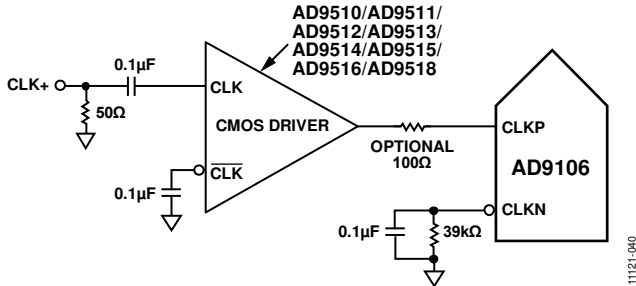 AD9510/AD9511/
AD9512/AD9513/
AD9514/AD9515/
AD9516/AD9518
CLK+
0.1µF
50Ω
CLK
CMOS DRIVER
CLK
0.1µF
OPTIONAL
100Ω
CLKP
AD9106
CLKN
0.1µF
39kΩ
11121-040